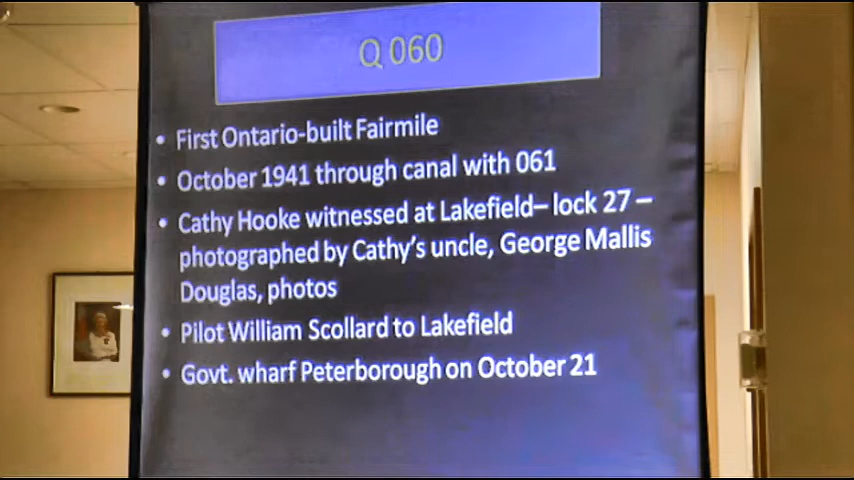 Q 060
• First Ontario-built Fairmile
• October 1941 through canal with 061
• Cathy Hooke witnessed at Lakefield– lock 27 –
photographed by Cathy's uncle, George Mallis
Douglas, photos
• Pilot William Scollard to Lakefield
• Govt. wharf Peterborough on October 21